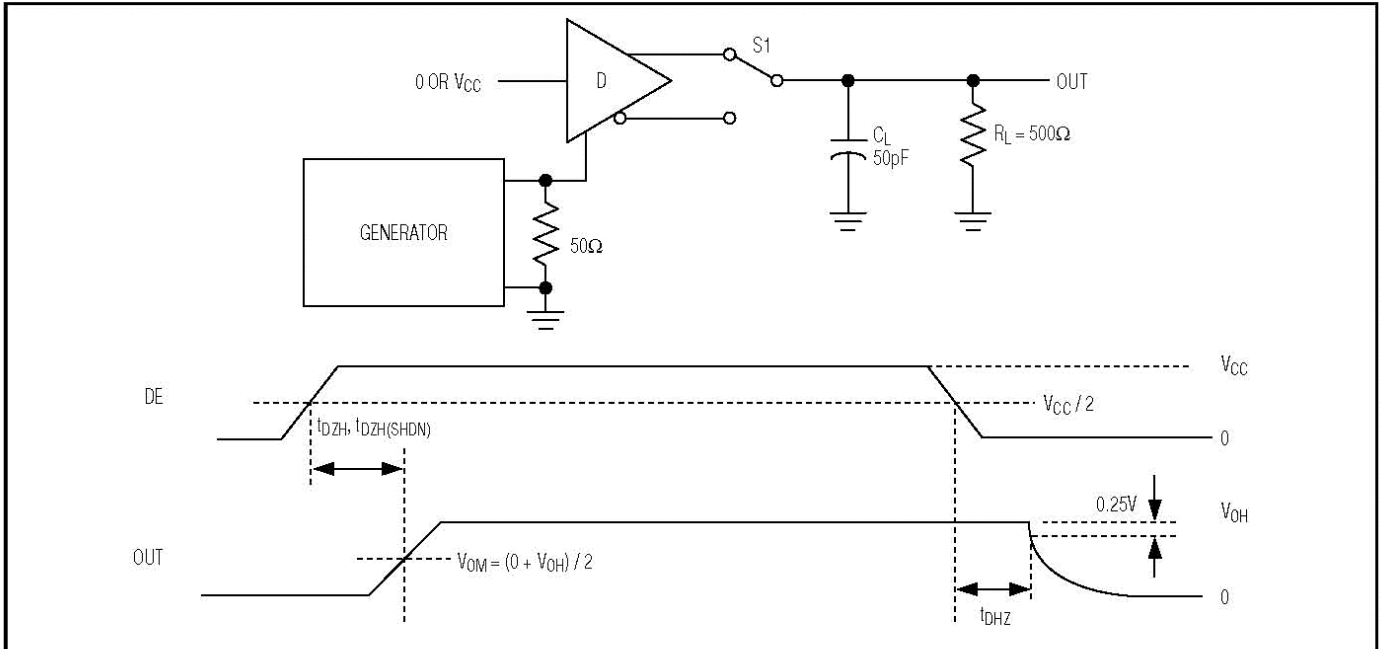 S1
0 OR VCC
D
OUT
CL
50pF
RL = 500Ω
GENERATOR
50Ω
VCC
DE
VCC / 2
tDZH, tDZH(SHDN)
0
0.25V
VOH
OUT
VOM = (0 + VOH) / 2
0
tDHZ